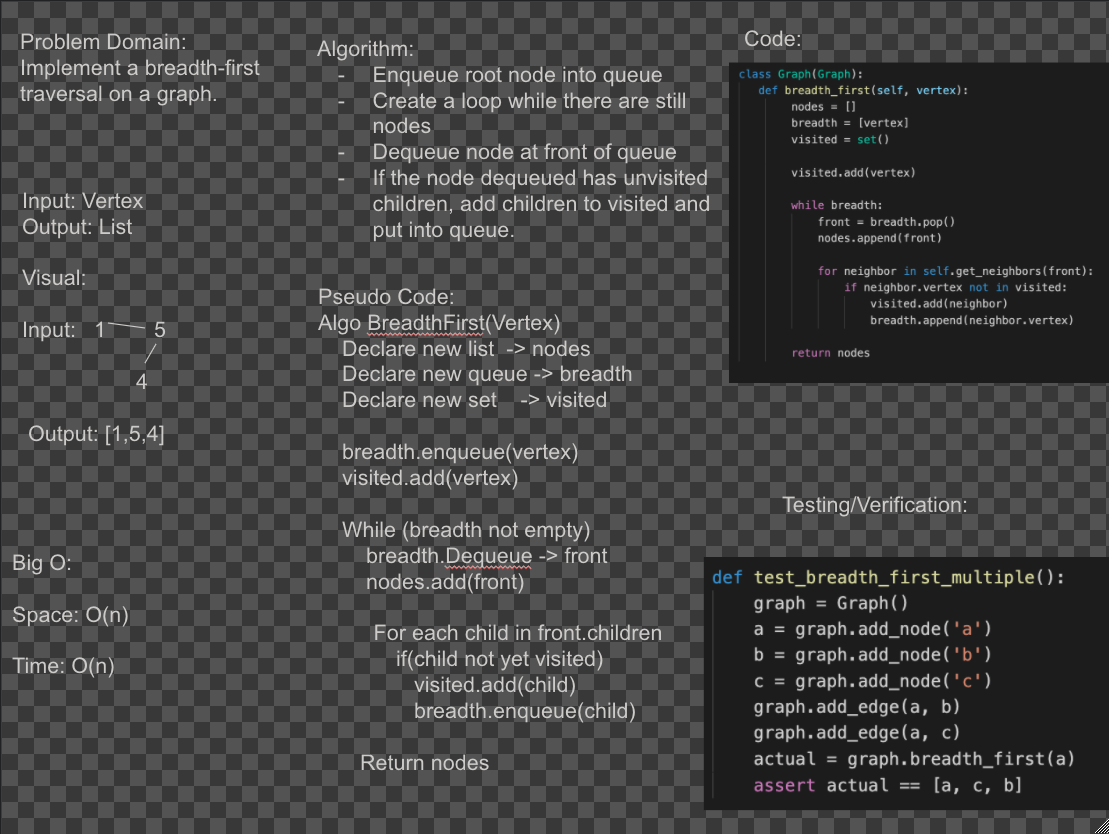 Problem Domain:
Implement a breadth-first
traversal on a graph.
Input: Vertex
Output: List
Visual:
Input: 1 5
4
Output: [1,5,4]
Big O:
Space: O(n)
Time: O(n)
Algorithm:
- Enqueue root node into queue
- Create a loop while there are still
nodes
- Dequeue node at front of queue
- If the node dequeued has unvisited
children, add children to visited and
put into queue.
Pseudo Code:
Algo BreadthFirst(Vertex)
Declare new list -> nodes
Declare new queue -> breadth
Declare new set -> visited
breadth.enqueue(vertex)
visited.add(vertex)
While (breadth not empty)
breadth.Dequeue -> front
nodes.add(front)
For each child in front.children
if(child not yet visited)
visited.add(child)
breadth.enqueue(child)
Return nodes
Code:
class Graph(Graph):
def breadth_first(self, vertex):
nodes = []
breadth = [vertex]
visited = set()
visited.add(vertex)
while breadth:
front = breadth.pop()
nodes.append(front)
for neighbor in self.get_neighbors(front):
if neighbor.vertex not in visited:
visited.add(neighbor)
breadth.append(neighbor.vertex)
return nodes
Testing/Verification:
def test_breadth_first_multiple():
graph = Graph()
a = graph.add_node('a')
b = graph.add_node('b')
c = graph.add_node('c')
graph.add_edge(a, b)
graph.add_edge(a, c)
actual = graph.breadth_first(a)
assert actual == [a, c, b]